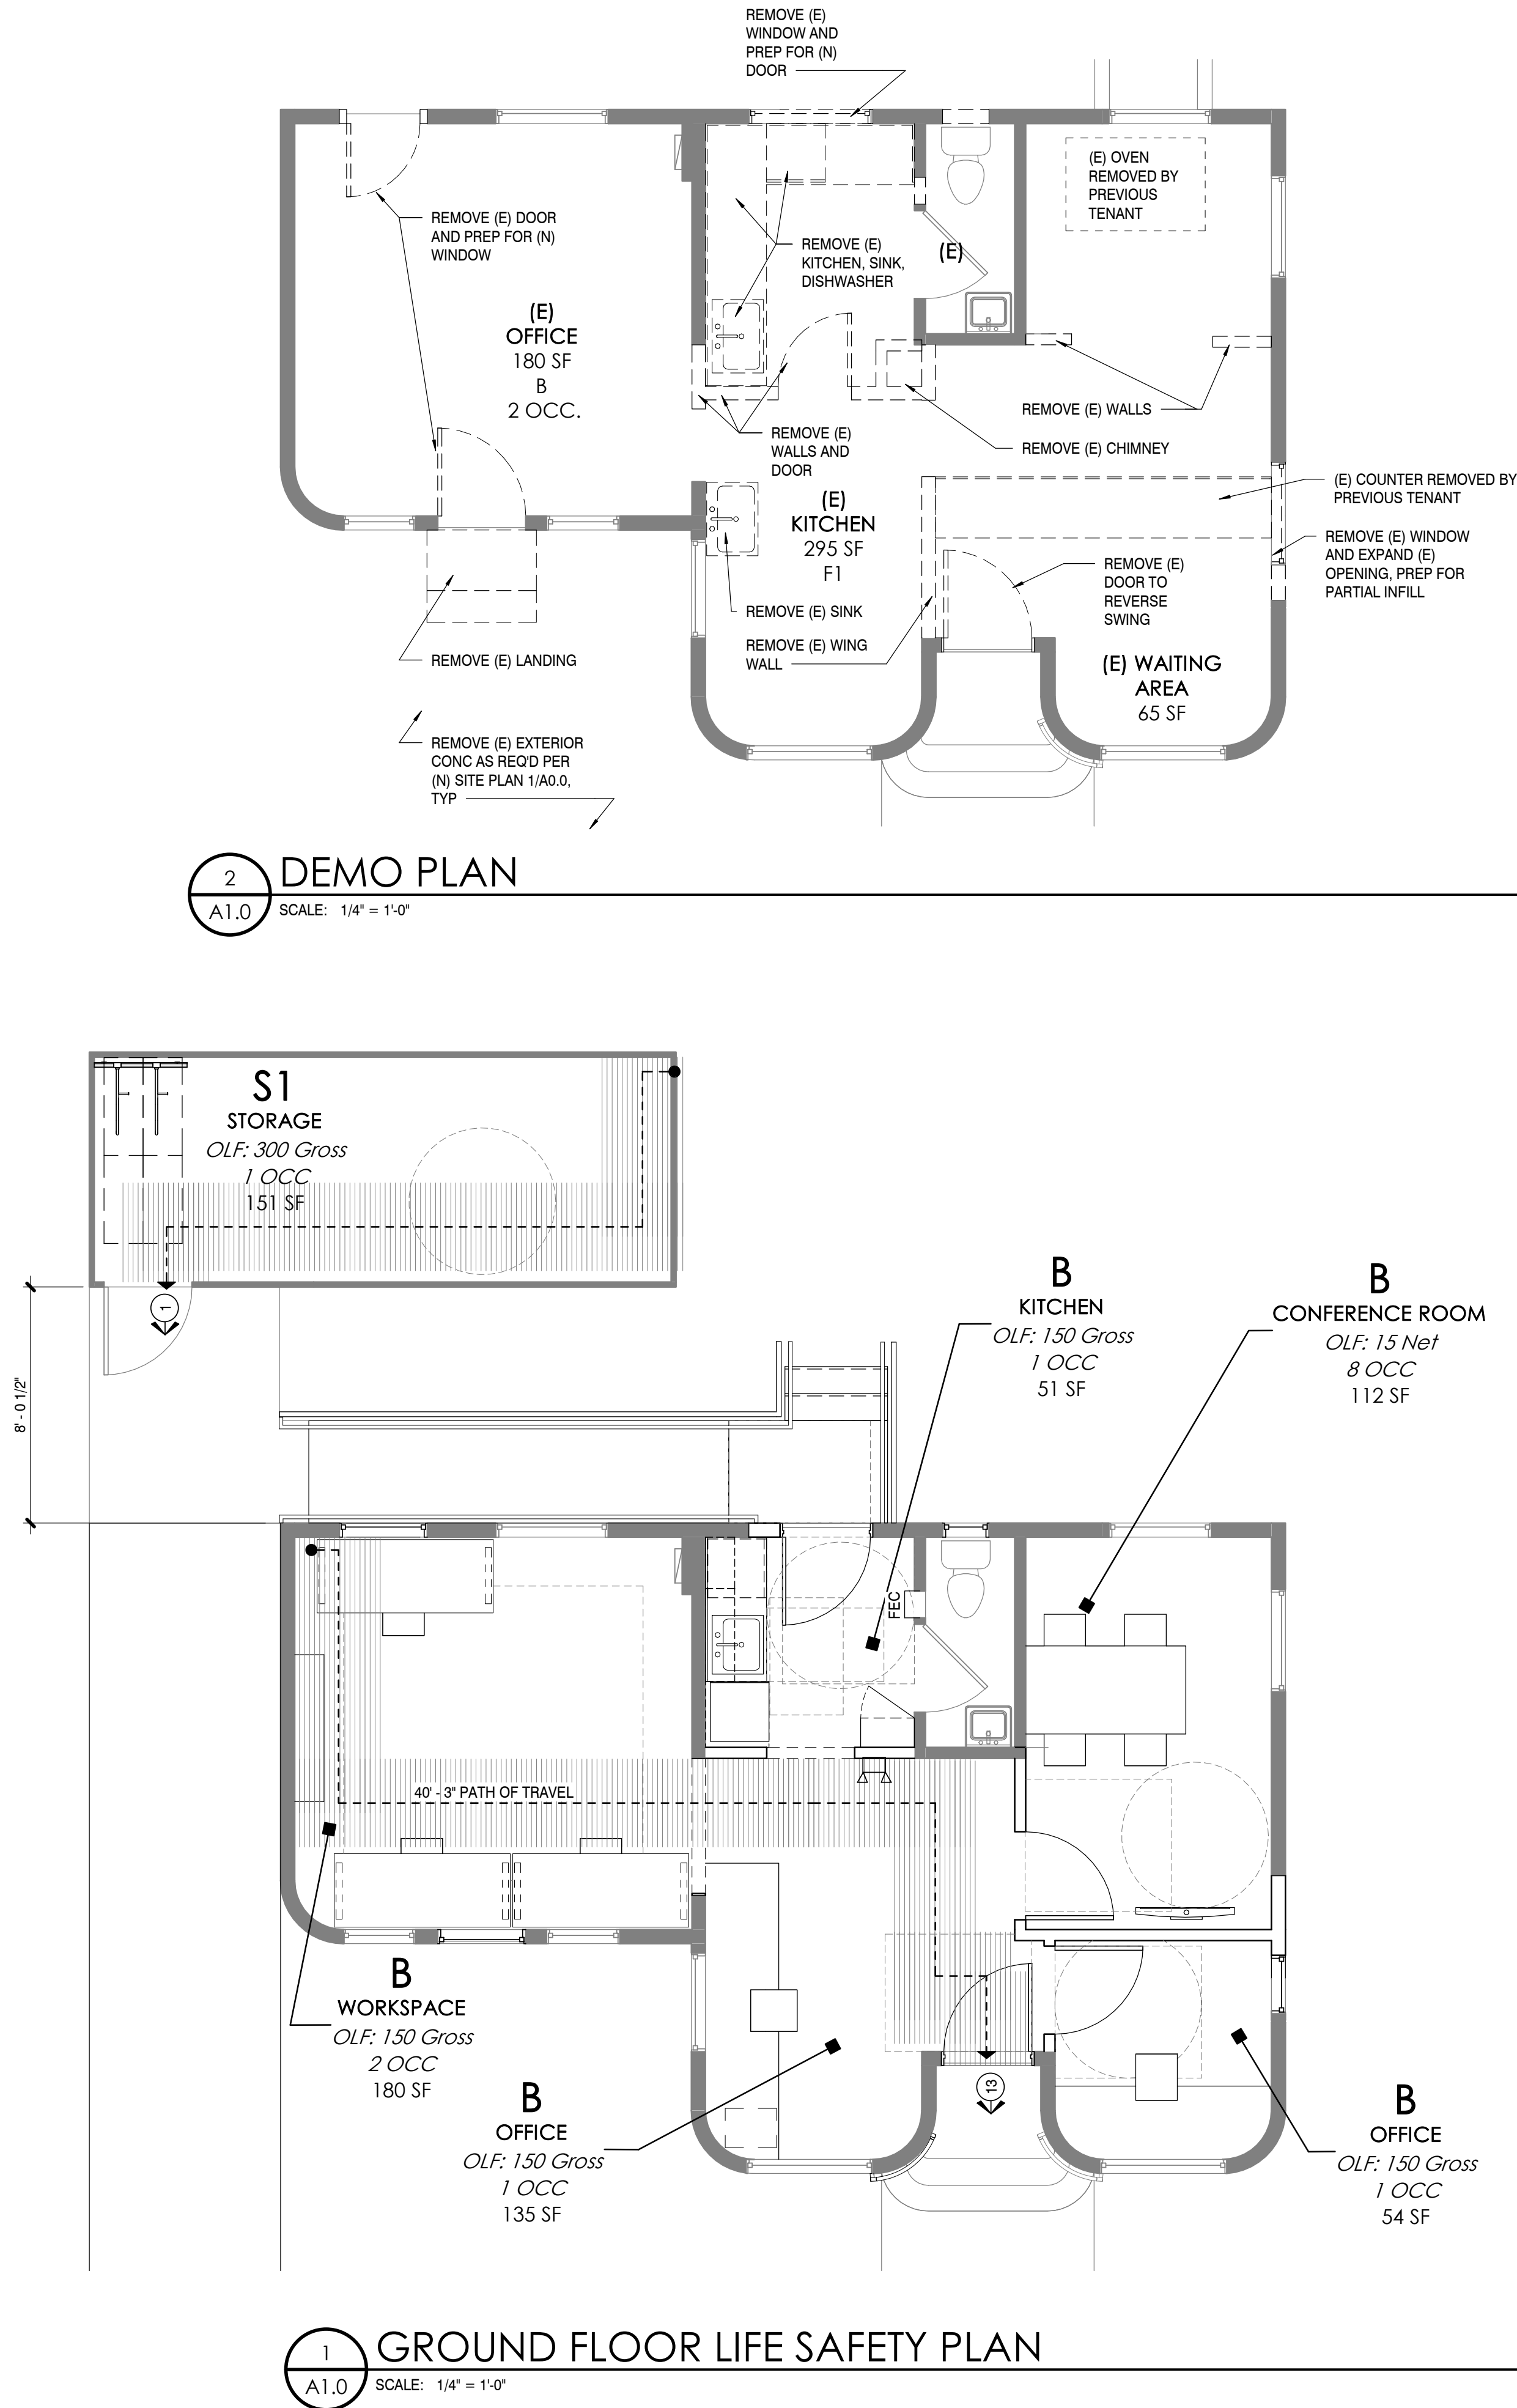 REMOVE (E)
WINDOW AND
PREP FOR (N)
DOOR
(E) OVEN
REMOVED BY
PREVIOUS
TENANT
REMOVE (E) DOOR
AND PREP FOR (N)
WINDOW
REMOVE (E)
KITCHEN, SINK,
DISHWASHER
(E)
(E)
OFFICE
180 SF
B
2 OCC.
REMOVE (E) WALLS
REMOVE (E)
WALLS AND
DOOR
REMOVE (E) CHIMNEY
(E) COUNTER REMOVED BY
PREVIOUS TENANT
(E)
KITCHEN
295 SF
F1
REMOVE (E) WINDOW
AND EXPAND (E)
OPENING, PREP FOR
PARTIAL INFILL
REMOVE (E)
DOOR TO
REVERSE
SWING
REMOVE (E) SINK
REMOVE (E) WING
WALL
REMOVE (E) LANDING
(E) WAITING
AREA
65 SF
REMOVE (E) EXTERIOR
CONC AS REQ'D PER
(N) SITE PLAN 1/A0.0,
TYP
2
A1.0
DEMO PLAN
SCALE: 1/4" = 1'-0"
S1
STORAGE
OLF: 300 Gross
1 OCC
151 SF
1
8' - 0 1/2"
B
KITCHEN
OLF: 150 Gross
1 OCC
51 SF
B
CONFERENCE ROOM
OLF: 15 Net
8 OCC
112 SF
FEC
40' - 3" PATH OF TRAVEL
B
WORKSPACE
OLF: 150 Gross
2 OCC
180 SF
B
OFFICE
OLF: 150 Gross
1 OCC
135 SF
13
B
OFFICE
OLF: 150 Gross
1 OCC
54 SF
1
A1.0
GROUND FLOOR LIFE SAFETY PLAN
SCALE: 1/4" = 1'-0"